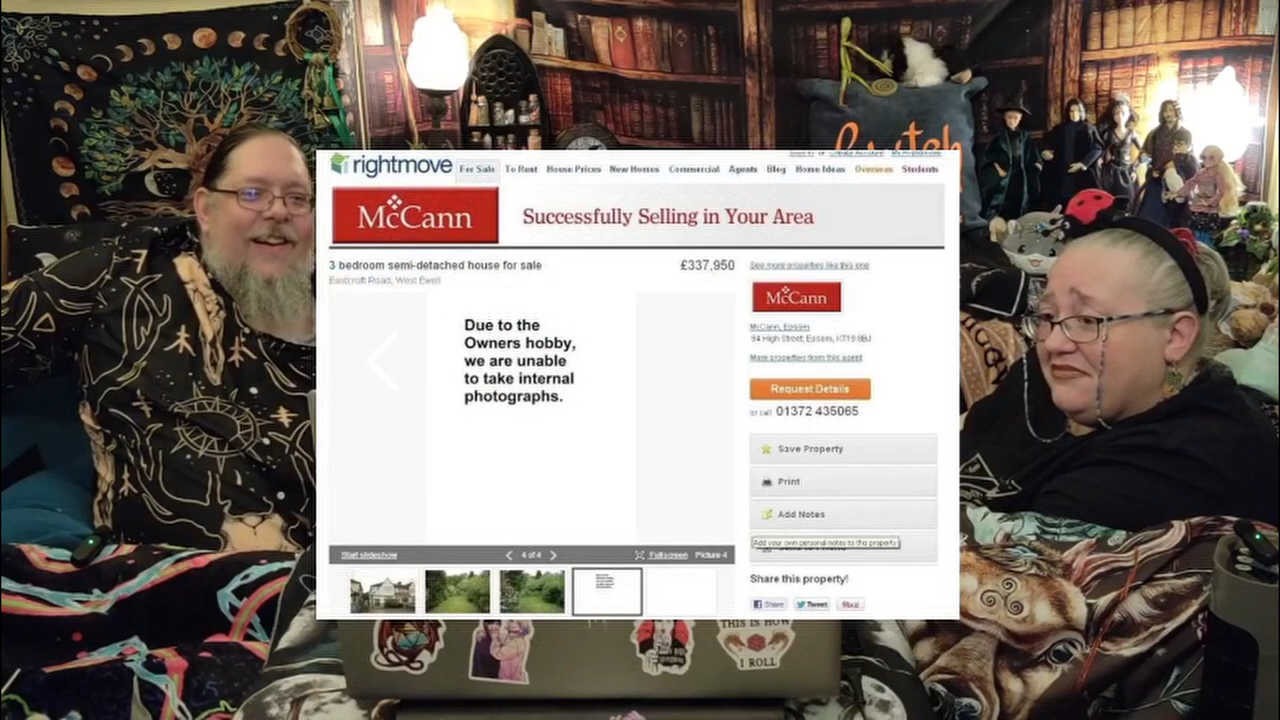 rightmove
For Sale To Rent House Prices New Homes Commercial Agents Blog Home Ideas Overseas Students
McCann
Successfully Selling in Your Area
3 bedroom semi-detached house for sale
£337,950
Eastcroft Road, West Ewell
See more properties like this one
McCann
Due to the
Owners hobby,
we are unable
to take internal
photographs.
McCann, Epsom
94 High Street, Epsom, KT19 8BJ
More properties from this agent
Request Details
or call 01372 435065
Save Property
Print
Add Notes
Add your own personal notes to this property
Start slideshow
4 of 4
Fullscreen
Picture 4
Share this property!
Share
Tweet
Pin it
THIS IS HOW
I ROLL